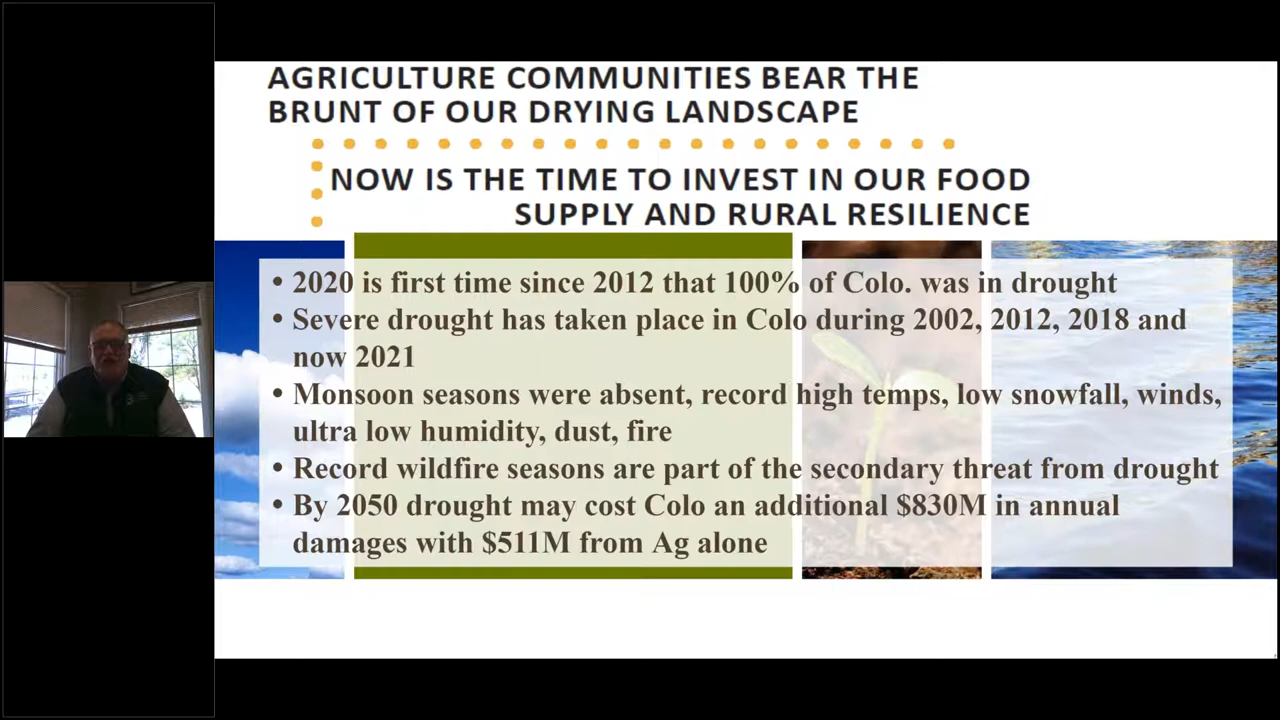 AGRICULTURE COMMUNITIES BEAR THE
BRUNT OF OUR DRYING LANDSCAPE
NOW IS THE TIME TO INVEST IN OUR FOOD
SUPPLY AND RURAL RESILIENCE
• 2020 is first time since 2012 that 100% of Colo. was in drought
• Severe drought has taken place in Colo during 2002, 2012, 2018 and
now 2021
• Monsoon seasons were absent, record high temps, low snowfall, winds,
ultra low humidity, dust, fire
• Record wildfire seasons are part of the secondary threat from drought
• By 2050 drought may cost Colo an additional $830M in annual
damages with $511M from Ag alone